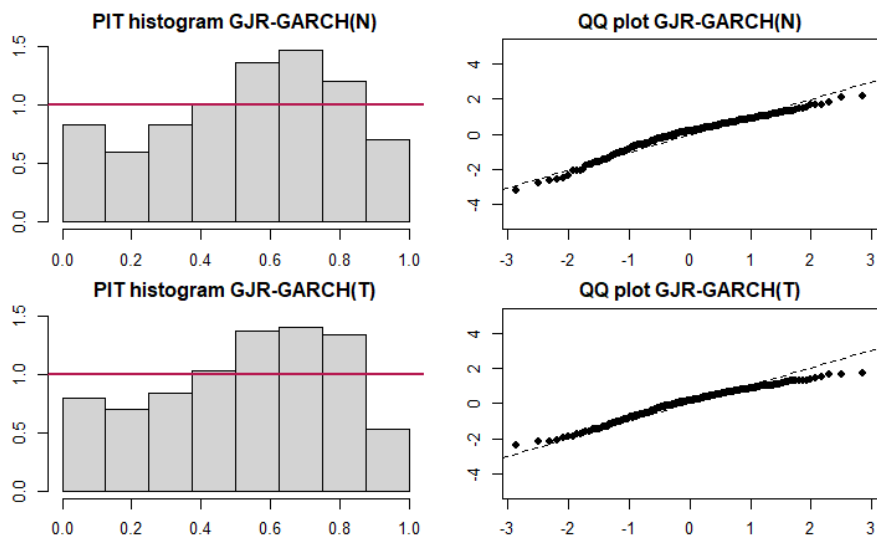 PIT histogram GJR-GARCH(N)
1.5
1.0
0.5
0.0
0.0 0.2 0.4 0.6 0.8 1.0
QQ plot GJR-GARCH(N)
4
2
0
-2
-4
-3 -2 -1 0 1 2 3
PIT histogram GJR-GARCH(T)
1.5
1.0
0.5
0.0
0.0 0.2 0.4 0.6 0.8 1.0
QQ plot GJR-GARCH(T)
4
2
0
-2
-4
-3 -2 -1 0 1 2 3